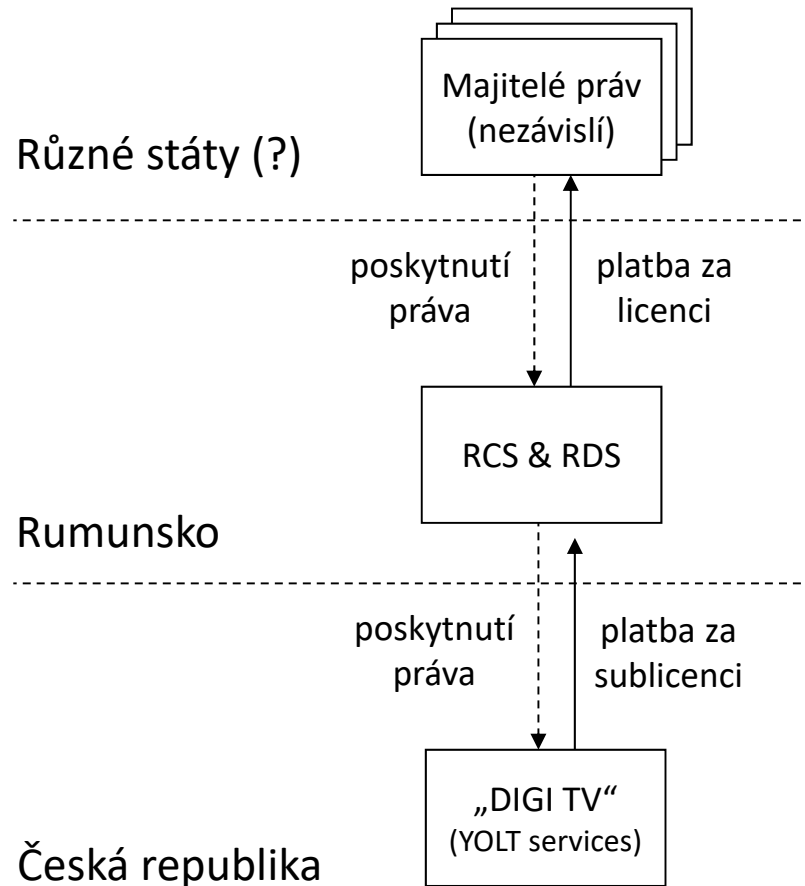 Majitelé práv
(nezávislí)
Různé státy (?)
poskytnutí
práva
platba za
licenci
RCS & RDS
Rumunsko
poskytnutí
práva
platba za
sublicenci
„DIGI TV“
(YOLT services)
Česká republika